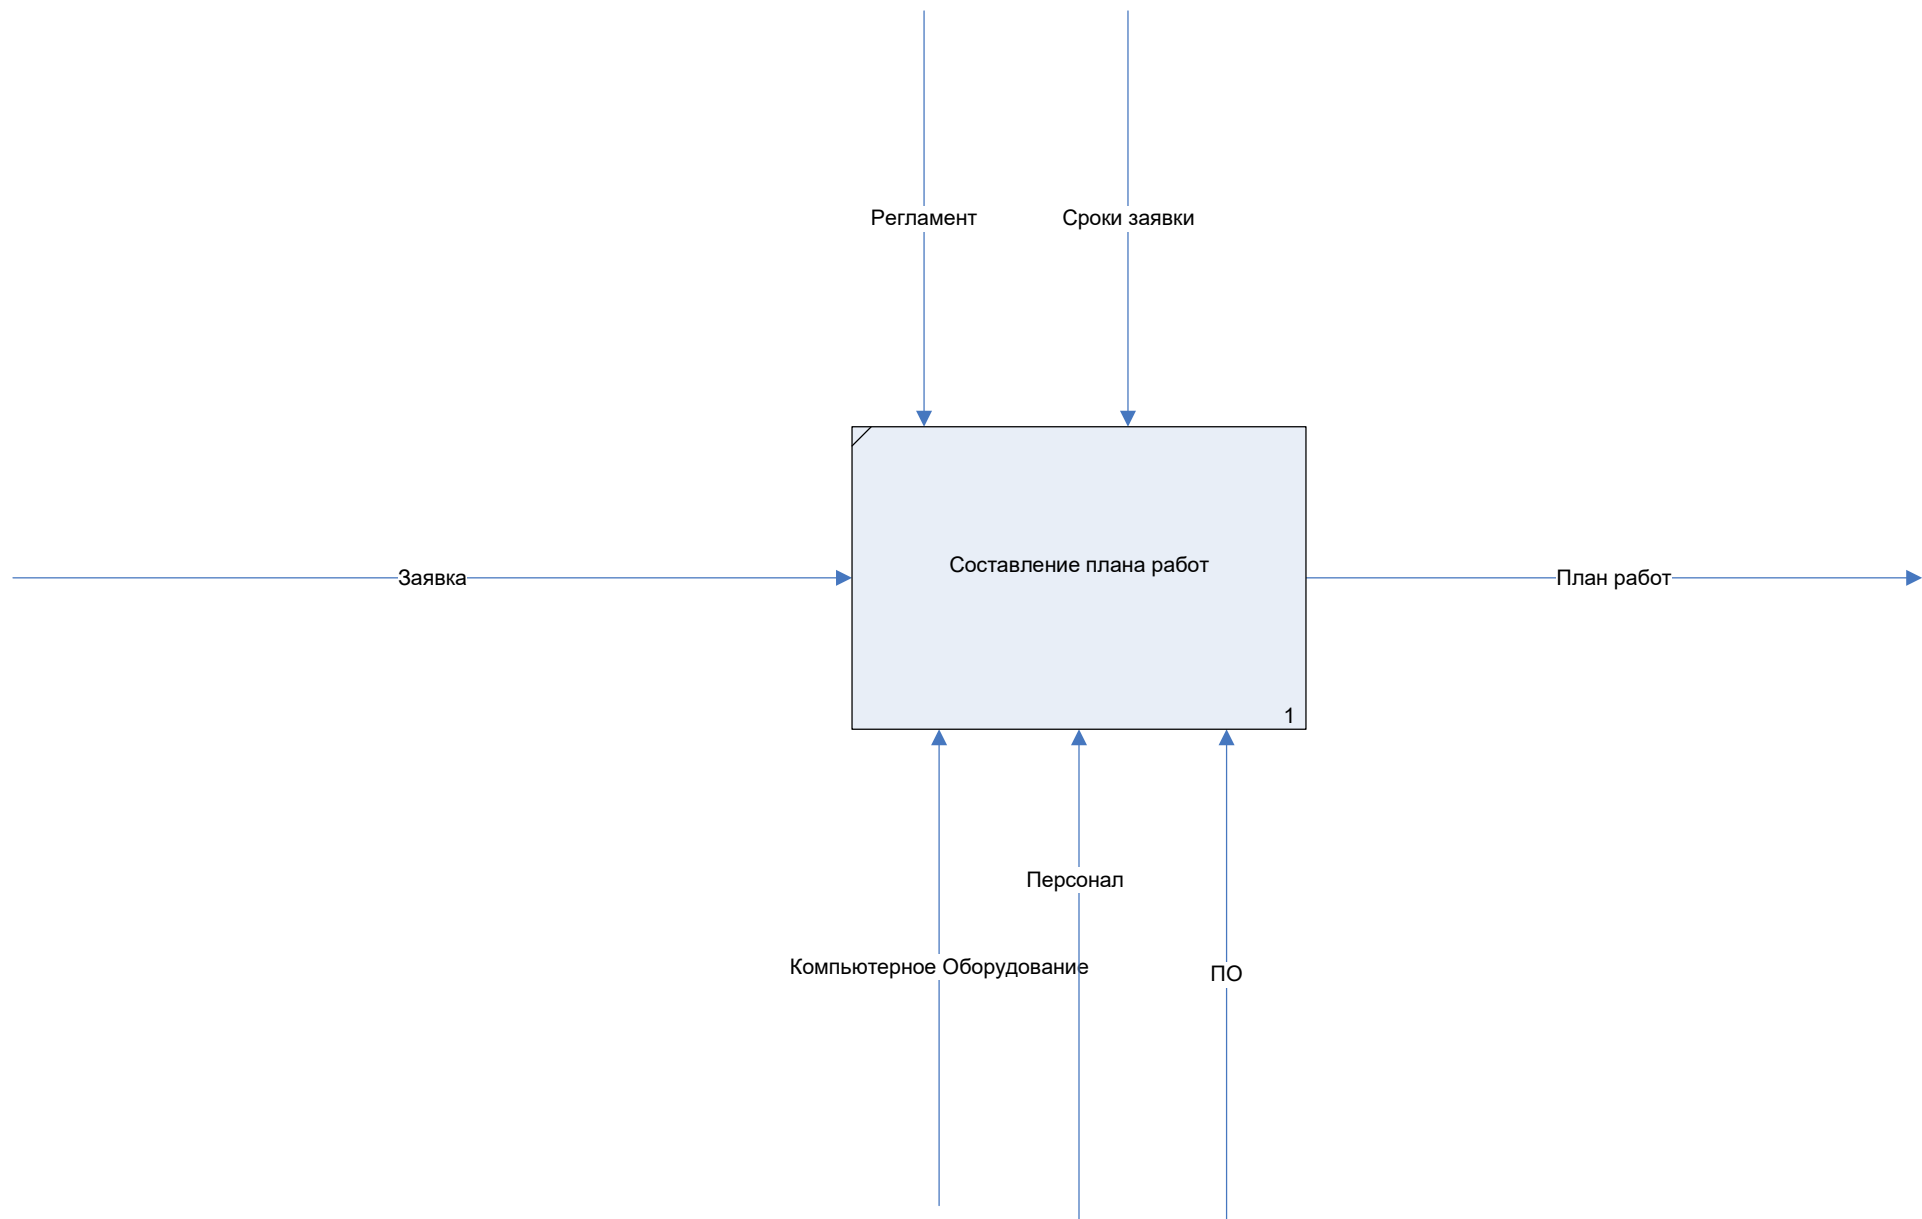 Регламент
Сроки заявки
Составление плана работ
Заявка
План работ
1
Персонал
Компьютерное Оборудование
ПО